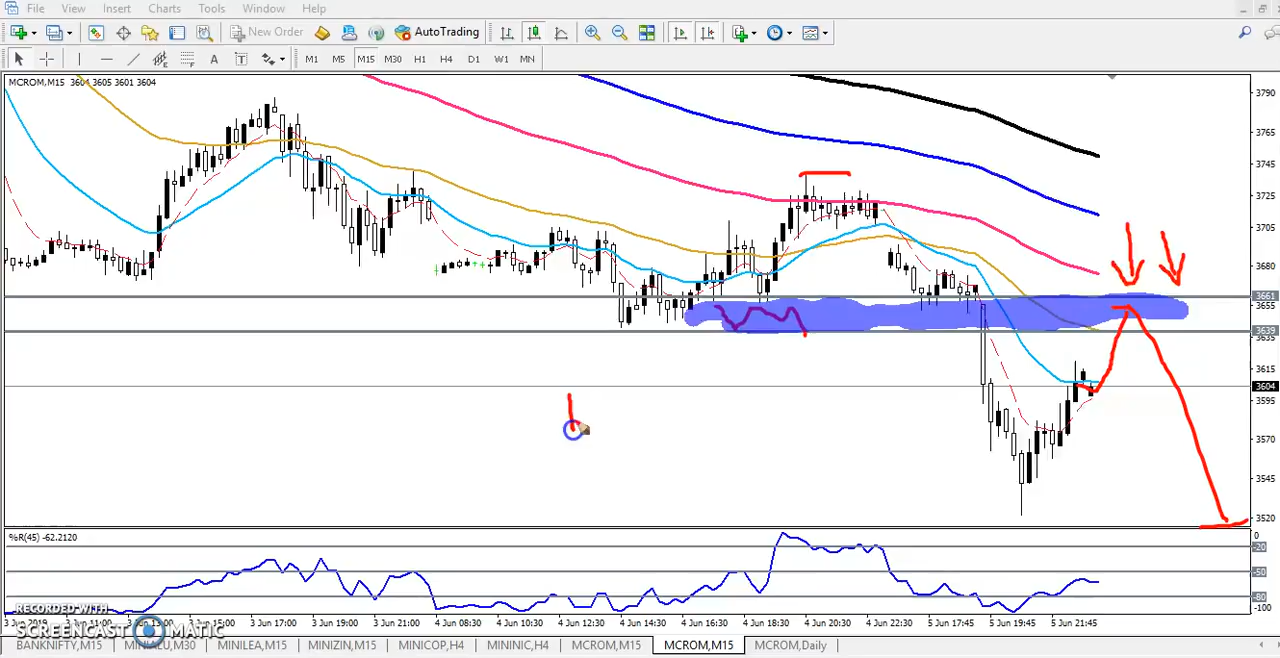 File View Insert Charts Tools Window Help
New Order AutoTrading
A T M1 M5 M15 M30 H1 H4 D1 W1 MN
MCROM,M15 3604 3605 3601 3604
3790
3765
3745
3725
3705
3680
3661
3655
3639
3635
3615
3604
3595
3570
3545
3520
%R(45) -62.2120
0
-20
-50
-80
-100
3 Jun 17:00 3 Jun 19:00 3 Jun 21:00 4 Jun 08:30 4 Jun 10:30 4 Jun 12:30 4 Jun 14:30 4 Jun 16:30 4 Jun 18:30 4 Jun 20:30 4 Jun 22:30 5 Jun 17:45 5 Jun 19:45 5 Jun 21:45
RECORDED WITH
SCREENCAST MATIC
BANKNIFTY,M15 MINIALU,M30 MINILEA,M15 MINIZIN,M15 MINICOP,H4 MININIC,H4 MCROM,M15 MCROM,M15 MCROM,Daily